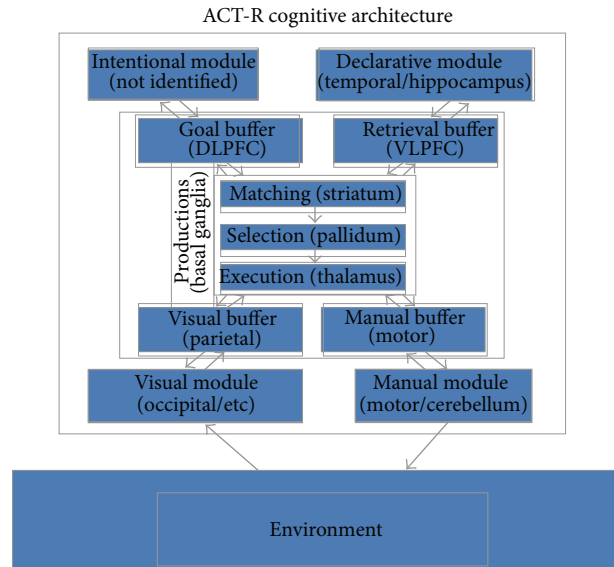 ACT-R cognitive architecture
Intentional module
(not identified)
Declarative module
(temporal/hippocampus)
Goal buffer
(DLPFC)
Retrieval buffer
(VLPFC)
Productions
(basal ganglia)
Matching (striatum)
Selection (pallidum)
Execution (thalamus)
Visual buffer
(parietal)
Manual buffer
(motor)
Visual module
(occipital/etc)
Manual module
(motor/cerebellum)
Environment